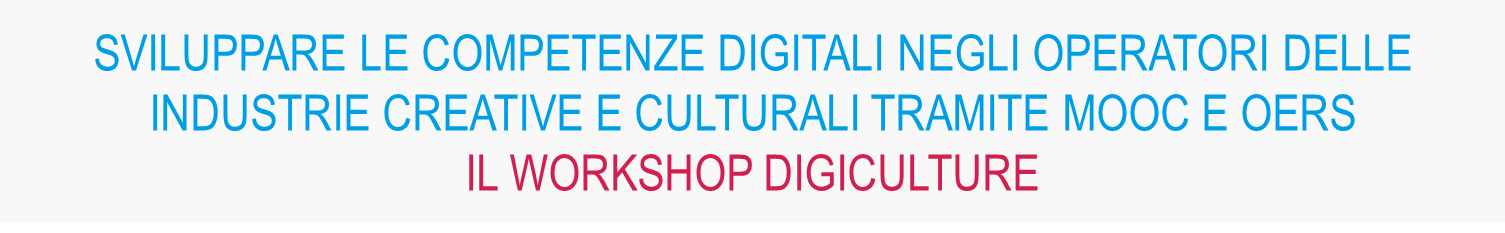 SVILUPPARE LE COMPETENZE DIGITALI NEGLI OPERATORI DELLE
INDUSTRIE CREATIVE E CULTURALI TRAMITE MOOC E OERS
IL WORKSHOP DIGICULTURE